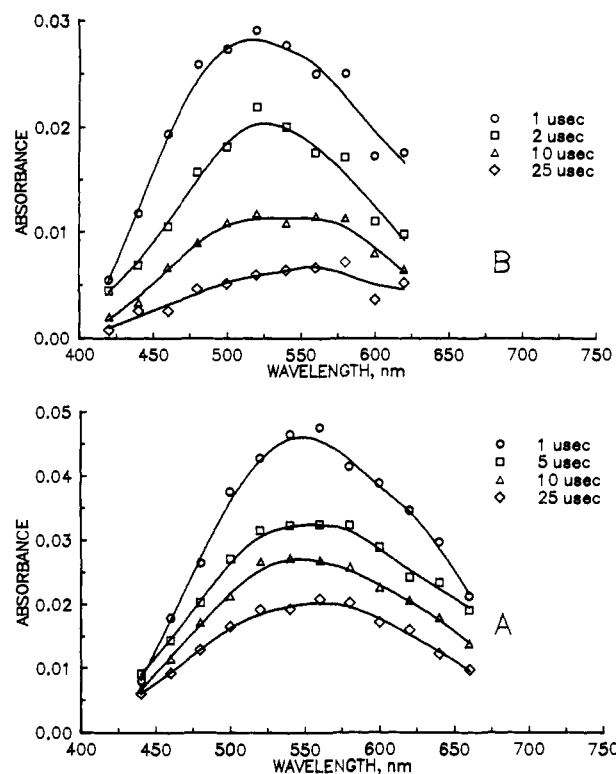 0.03
0.02
0.01
0.00
ABSORBANCE
1 usec
2 usec
10 usec
25 usec
B
400 450 500 550 600 650 700 750
WAVELENGTH, nm
0.05
0.04
0.03
0.02
0.01
0.00
ABSORBANCE
1 usec
5 usec
10 usec
25 usec
A
400 450 500 550 600 650 700 750
WAVELENGTH, nm